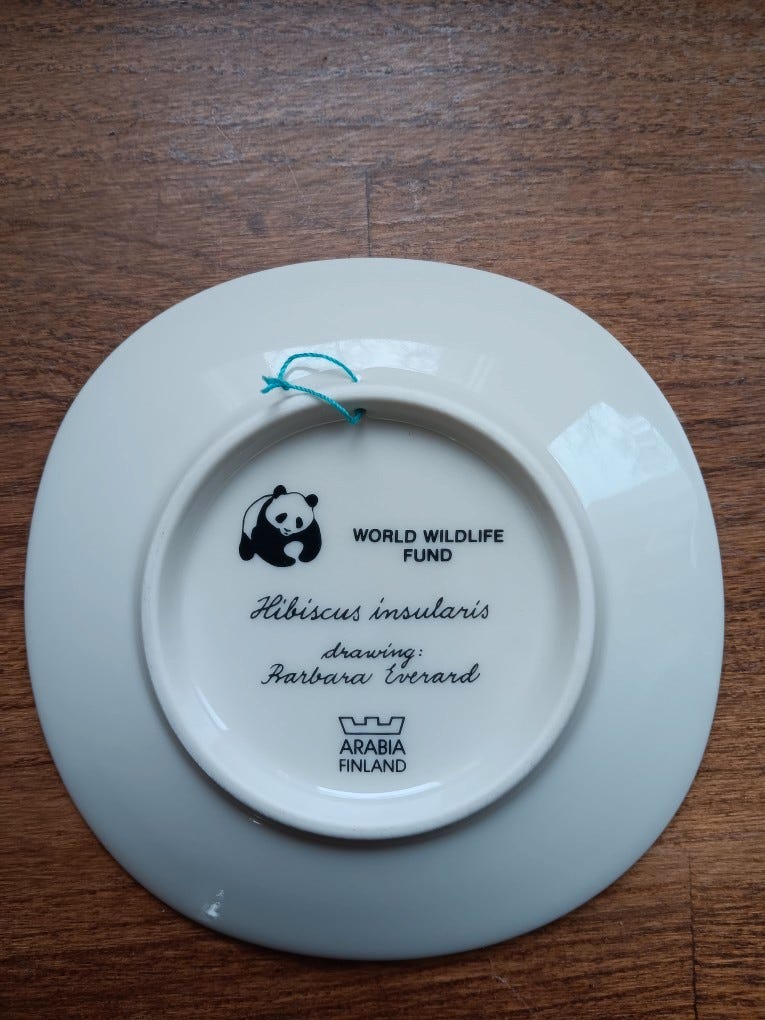 WORLD WILDLIFE
FUND
Hibiscus insularis
drawing:
Barbara Everard
ARABIA
FINLAND